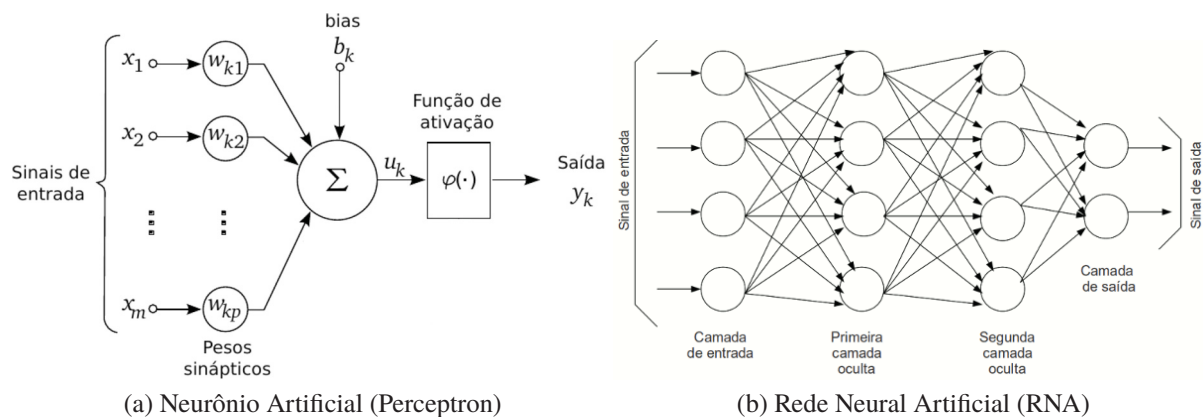 bias
b_k
x_1
w_k1
x_2
w_k2
Sinais de
entrada
Σ
u_k
Função de
ativação
φ(·)
Saída
y_k
x_m
w_kp
Pesos
sinápticos
(a) Neurônio Artificial (Perceptron)
Sinal de entrada
Camada
de entrada
Primeira
camada
oculta
Segunda
camada
oculta
Camada
de saída
Sinal de saída
(b) Rede Neural Artificial (RNA)